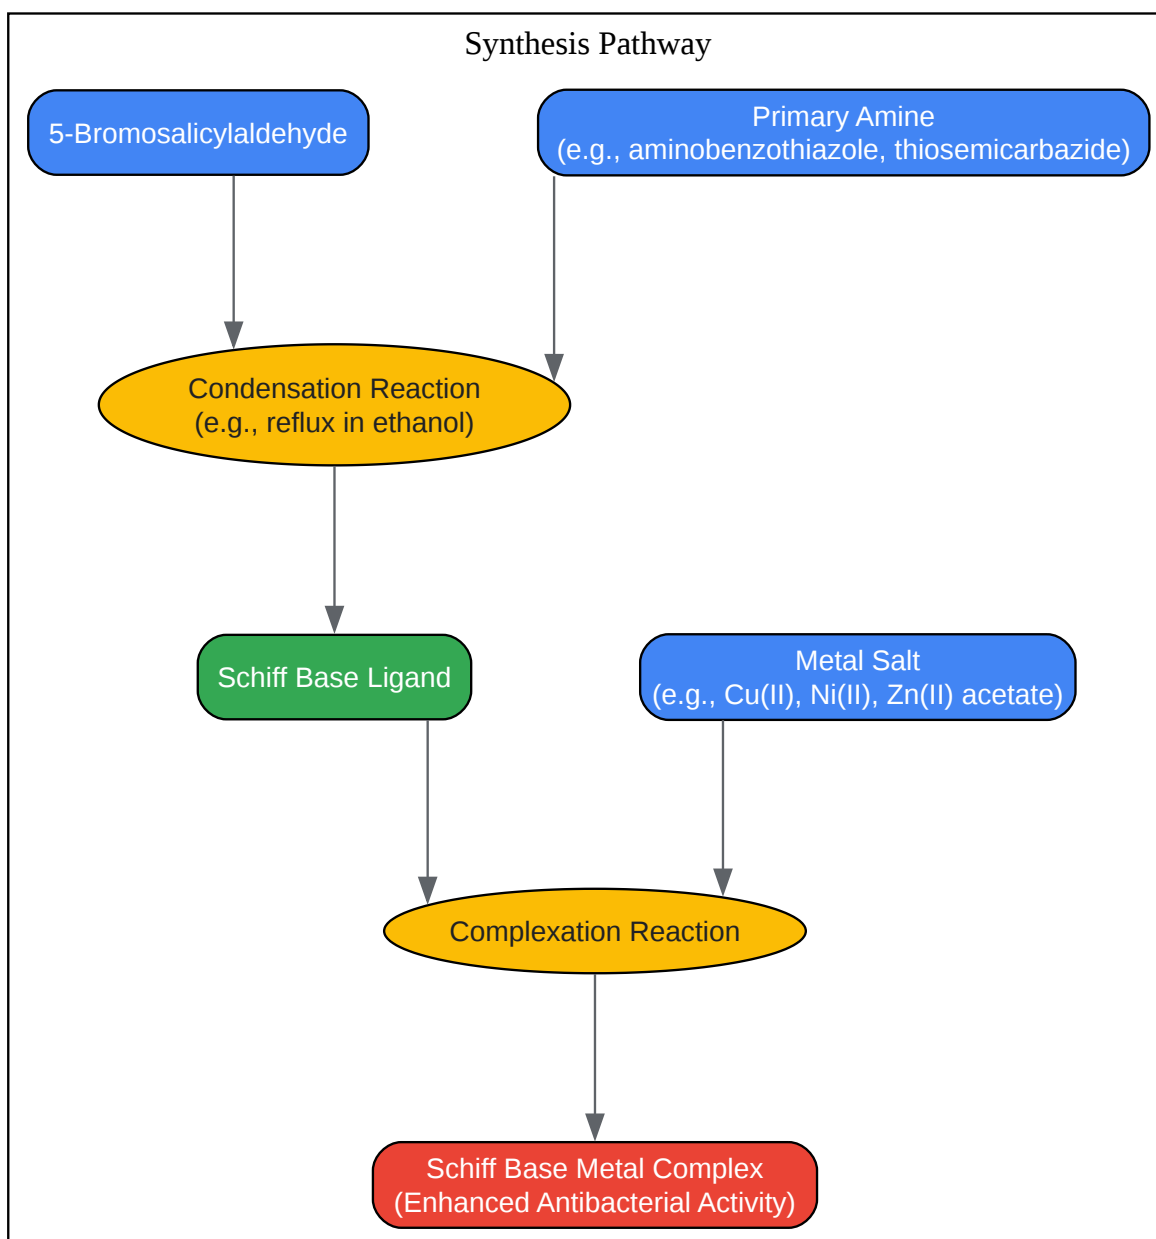 Synthesis Pathway
5-Bromosalicylaldehyde
Primary Amine
(e.g., aminobenzothiazole, thiosemicarbazide)
Condensation Reaction
(e.g., reflux in ethanol)
Schiff Base Ligand
Metal Salt
(e.g., Cu(II), Ni(II), Zn(II) acetate)
Complexation Reaction
Schiff Base Metal Complex
(Enhanced Antibacterial Activity)